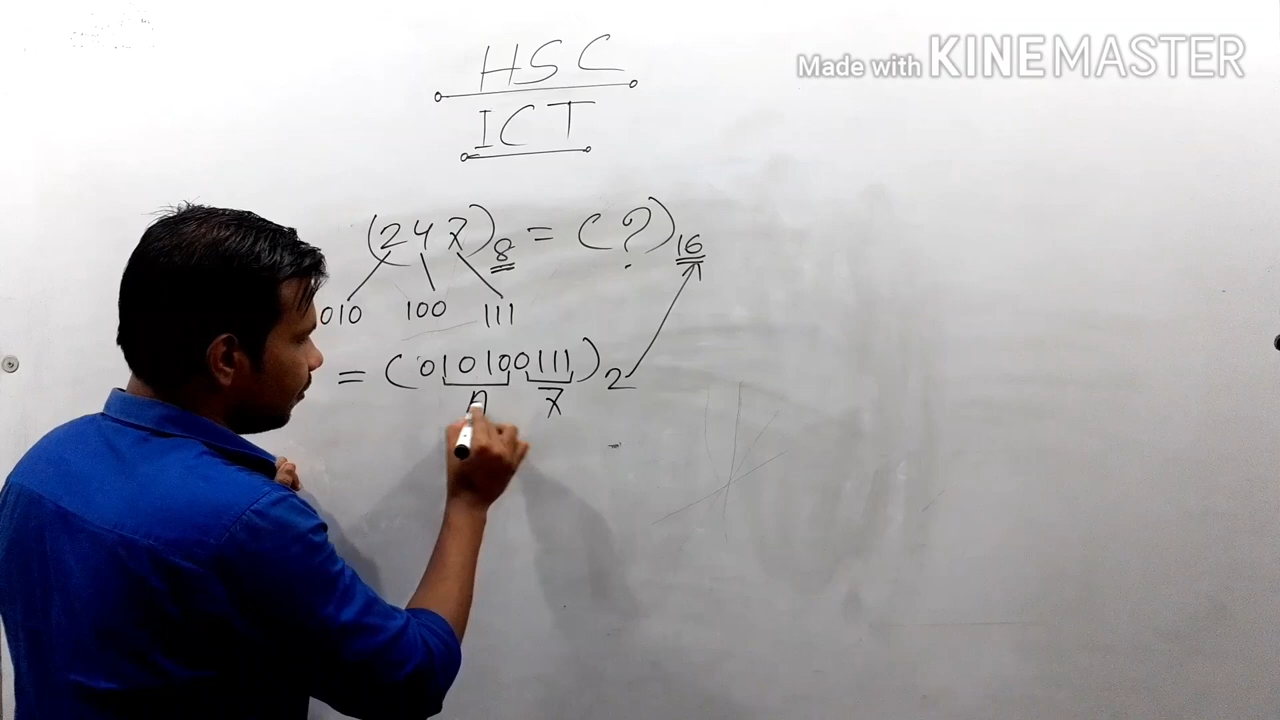 Made with KINEMASTER
HSC
ICT
(247)8 = (?)16
010 100 111
= (010100111)2
7